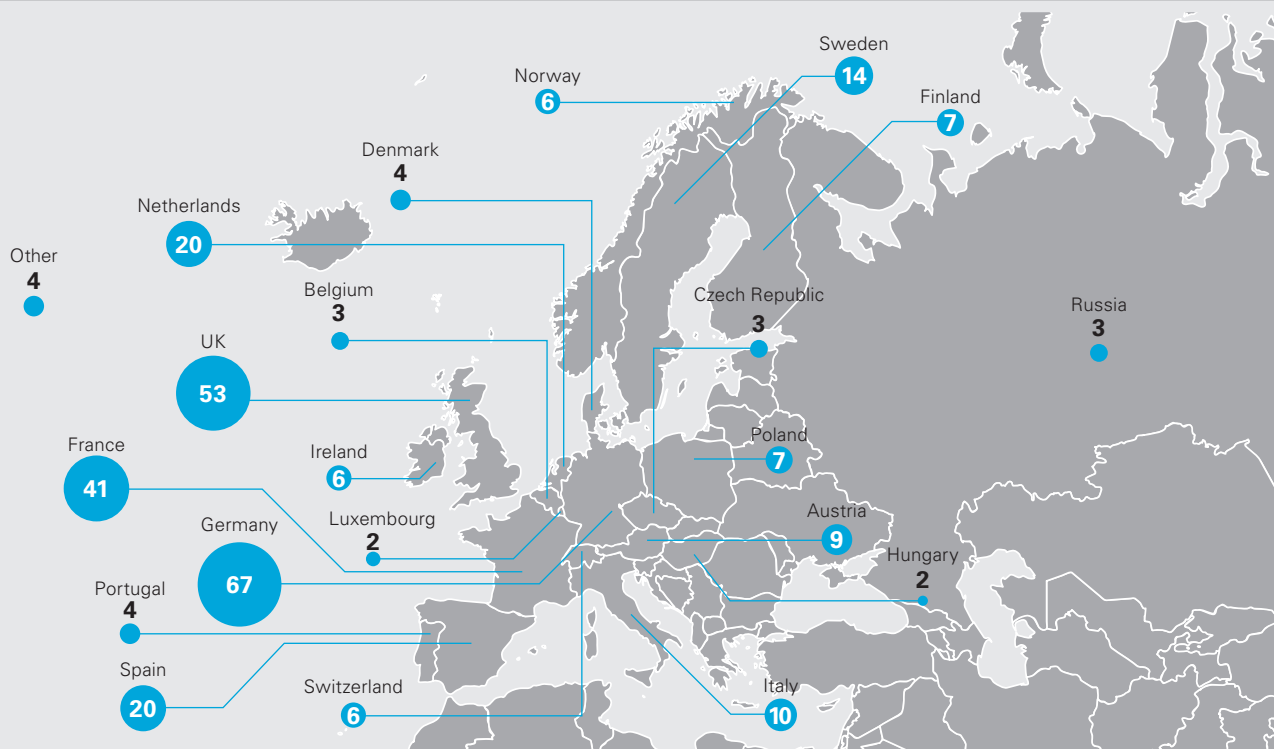 Sweden
14
Norway
6
Finland
7
Denmark
4
Netherlands
20
Other
4
Belgium
3
Czech Republic
3
Russia
3
UK
53
France
41
Ireland
6
Poland
7
Germany
67
Luxembourg
2
Austria
9
Hungary
2
Portugal
4
Spain
20
Switzerland
6
Italy
10